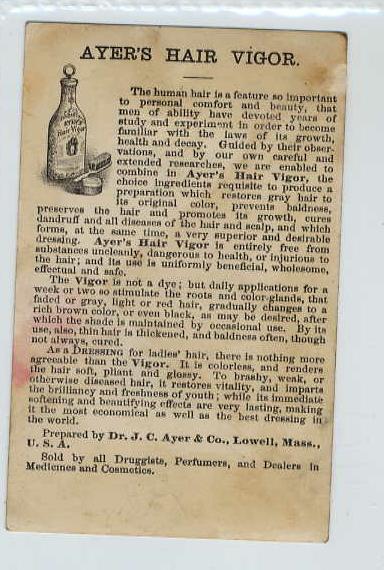 AYER'S HAIR VIGOR.
The human hair is a feature so important
to personal comfort and beauty, that
men of ability have devoted years of
study and experiment in order to become
familiar with the laws of its growth,
health and decay. Guided by their obser-
vations, and by our own careful and
extended researches, we are enabled to
combine in Ayer's Hair Vigor, the
choice ingredients requisite to produce a
preparation which restores gray hair to
its original color, prevents baldness,
preserves the hair and promotes its growth, cures
dandruff and all diseases of the hair and scalp, and which
forms, at the same time, a very superior and desirable
dressing. Ayer's Hair Vigor is entirely free from
substances uncleanly, dangerous to health, or injurious to
the hair; and its use is uniformly beneficial, wholesome,
effectual and safe.
The Vigor is not a dye; but daily applications for a
week or two so stimulate the roots and color-glands, that
faded or gray, light or red hair, gradually changes to a
rich brown color, or even black, as may be desired, after
which the shade is maintained by occasional use. By its
use, also, thin hair is thickened, and baldness often, though
not always, cured.
As a DRESSING for ladies' hair, there is nothing more
agreeable than the Vigor. It is colorless, and renders
the hair soft, pliant and glossy. To brashy, weak, or
otherwise diseased hair, it restores vitality, and imparts
the brilliancy and freshness of youth; while its immediate
softening and beautifying effects are very lasting, making
it the most economical as well as the best dressing in
the world.
Prepared by Dr. J. C. Ayer & Co., Lowell, Mass.,
U. S. A.
Sold by all Druggists, Perfumers, and Dealers in
Medicines and Cosmetics.
Ayer's
Hair Vigor